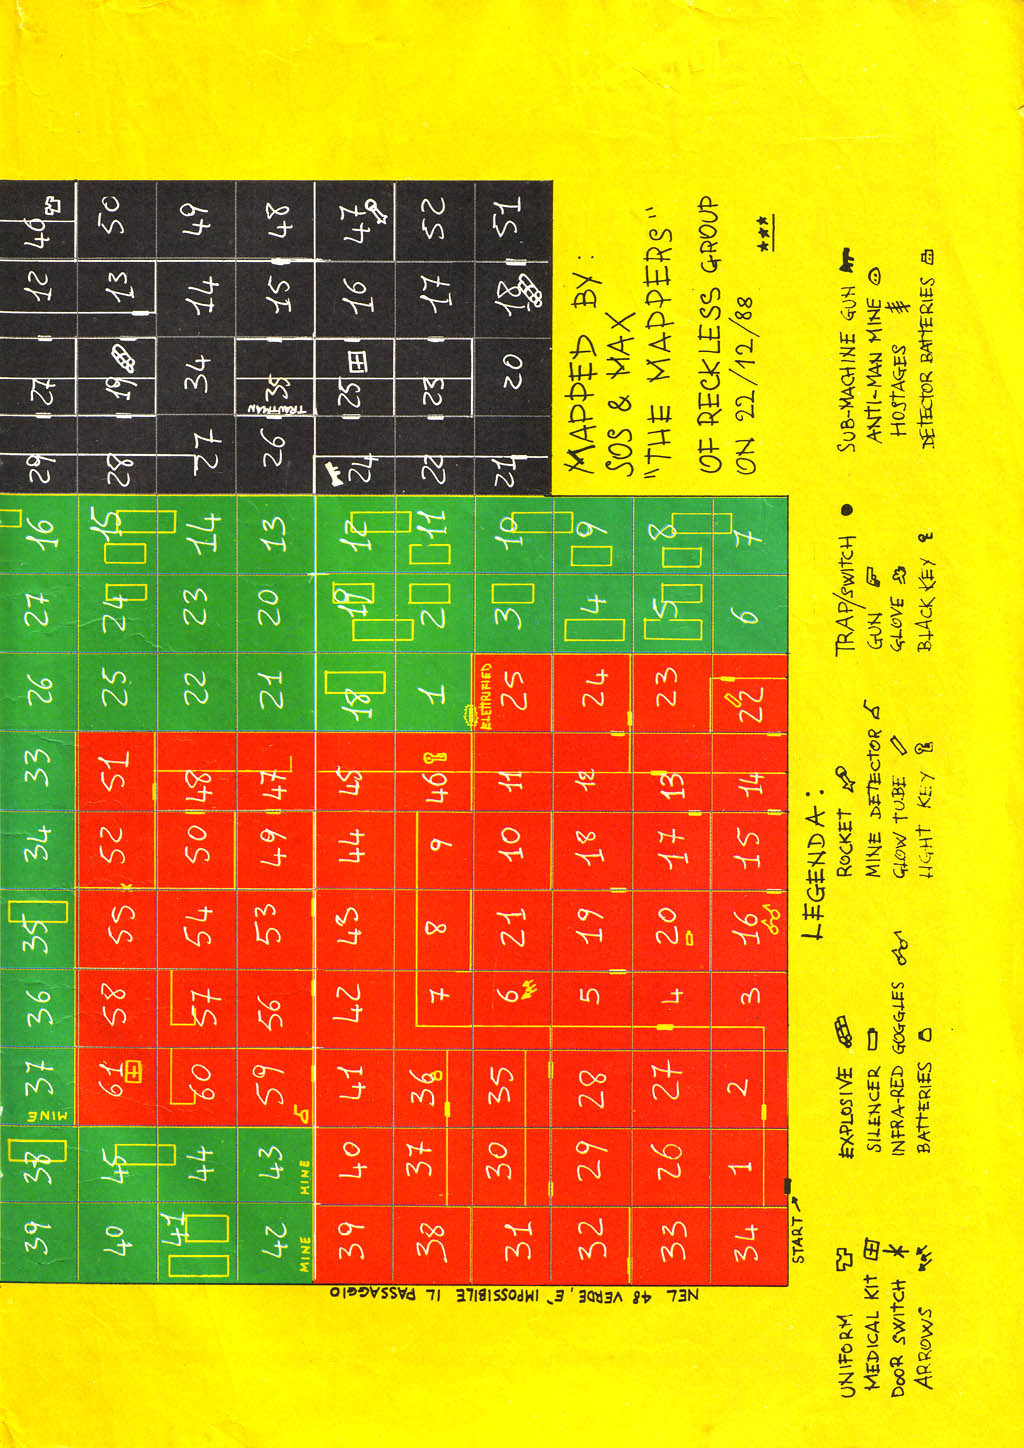 39 38 37 36 35 34 33 26 27 16 29 27 12 46
MINE
40 45 61 58 55 52 51 25 24 15 28 19 13 50
41 44 60 57 54 50 48 22 23 14 27 34 14 49
42 43 59 56 53 49 47 21 20 13 26 35 15 48
TRAUTMAN
MINE MINE
39 40 41 42 43 44 45 18 19 12 24 25 16 47
38 37 36 7 8 9 46 1 2 11 22 23 17 52
31 30 35 6 21 10 11 25 3 10 21 20 18 51
ELETTRIFIED
32 29 28 5 19 18 12 24 4 9
33 26 27 4 20 17 13 23 5 8
34 1 2 3 16 15 14 22 6 7
NEL 48 VERDE, E' IMPOSSIBILE IL PASSAGGIO
START
MAPPED BY:
SOS & MAX
"THE MAPPERS"
OF RECKLESS GROUP
ON 22/12/88
LEGENDA:
UNIFORM
MEDICAL KIT
DOOR SWITCH
ARROWS
EXPLOSIVE
SILENCER
INFRA-RED GOGGLES
BATTERIES
ROCKET
MINE DETECTOR
GLOW TUBE
LIGHT KEY
TRAP/SWITCH
GUN
GLOVE
BLACK KEY
SUB-MACHINE GUN
ANTI-MAN MINE
HOSTAGES
DETECTOR BATTERIES